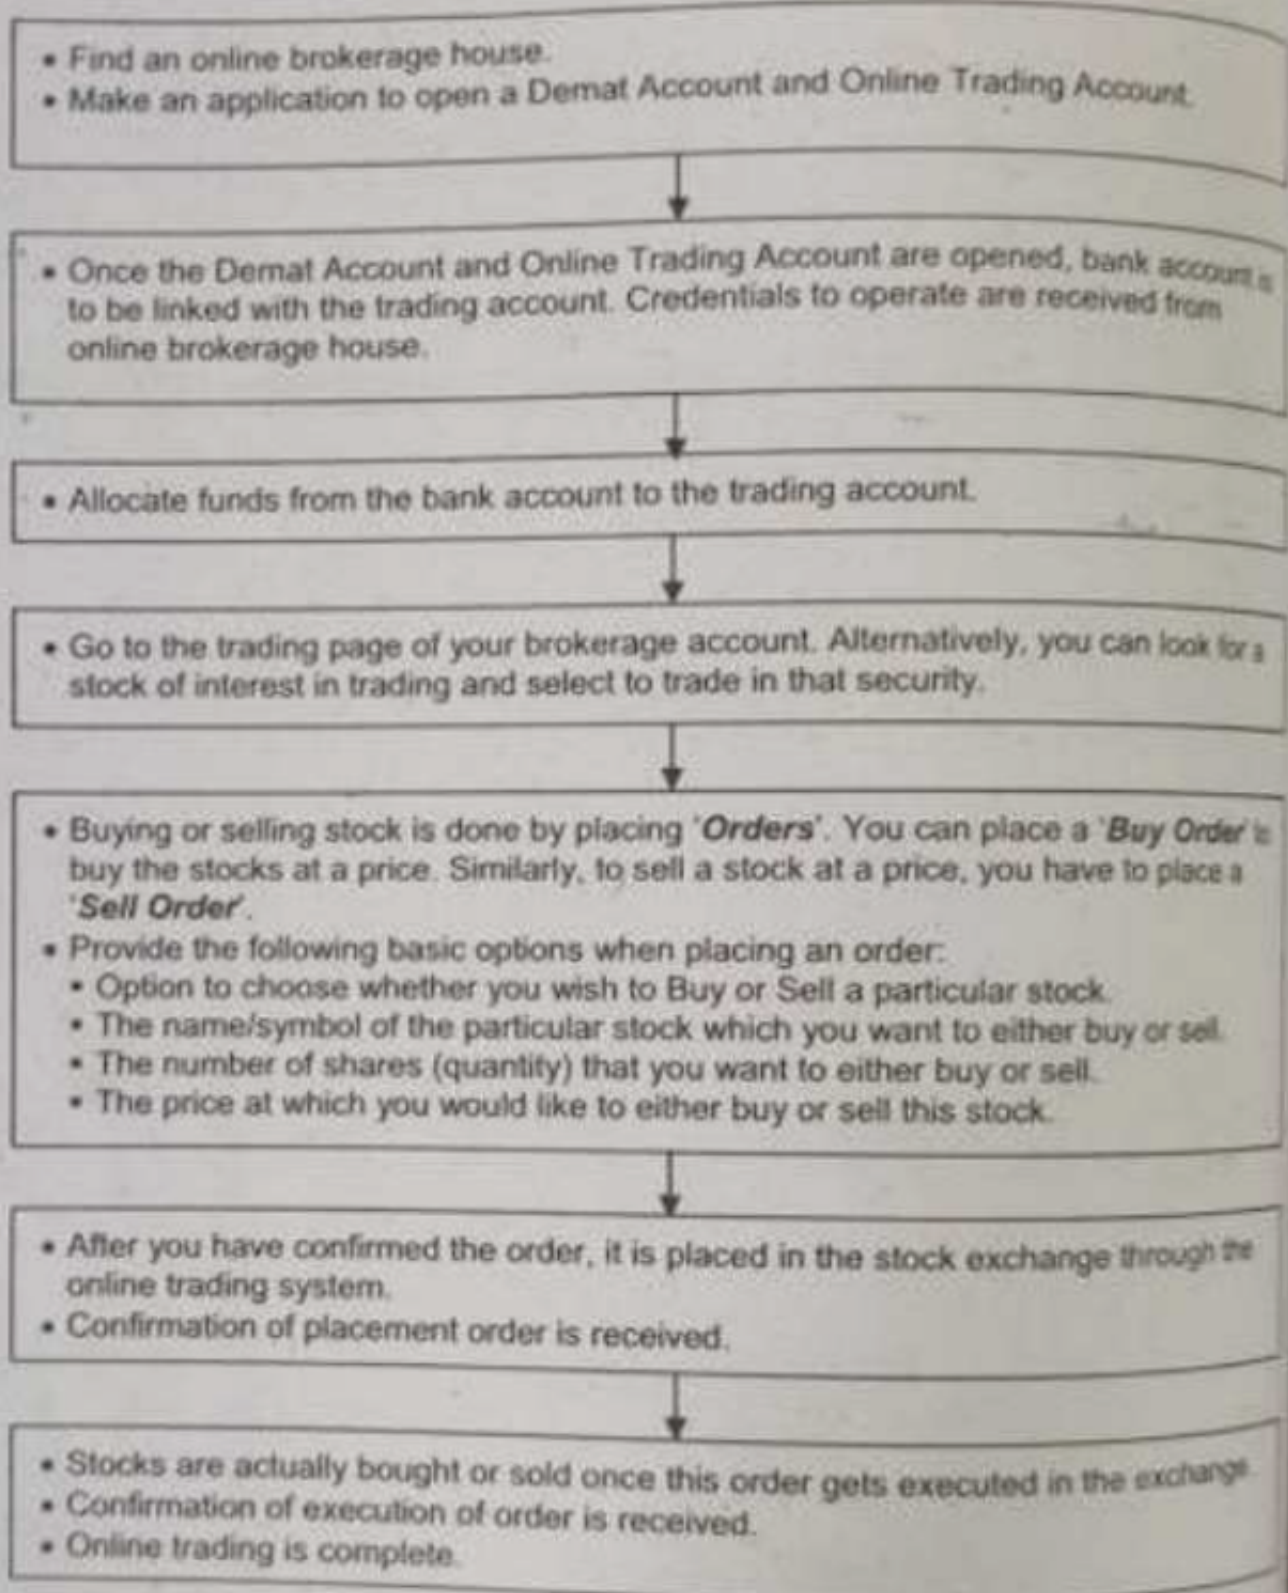 • Find an online brokerage house.
• Make an application to open a Demat Account and Online Trading Account.
• Once the Demat Account and Online Trading Account are opened, bank account is
to be linked with the trading account. Credentials to operate are received from
online brokerage house.
• Allocate funds from the bank account to the trading account.
• Go to the trading page of your brokerage account. Alternatively, you can look for a
stock of interest in trading and select to trade in that security.
• Buying or selling stock is done by placing 'Orders'. You can place a 'Buy Order'
buy the stocks at a price. Similarly, to sell a stock at a price, you have to place a
'Sell Order'.
• Provide the following basic options when placing an order:
• Option to choose whether you wish to Buy or Sell a particular stock.
• The name/symbol of the particular stock which you want to either buy or sell.
• The number of shares (quantity) that you want to either buy or sell.
• The price at which you would like to either buy or sell this stock.
• After you have confirmed the order, it is placed in the stock exchange through the
online trading system.
• Confirmation of placement order is received.
• Stocks are actually bought or sold once this order gets executed in the exchange
• Confirmation of execution of order is received.
• Online trading is complete.